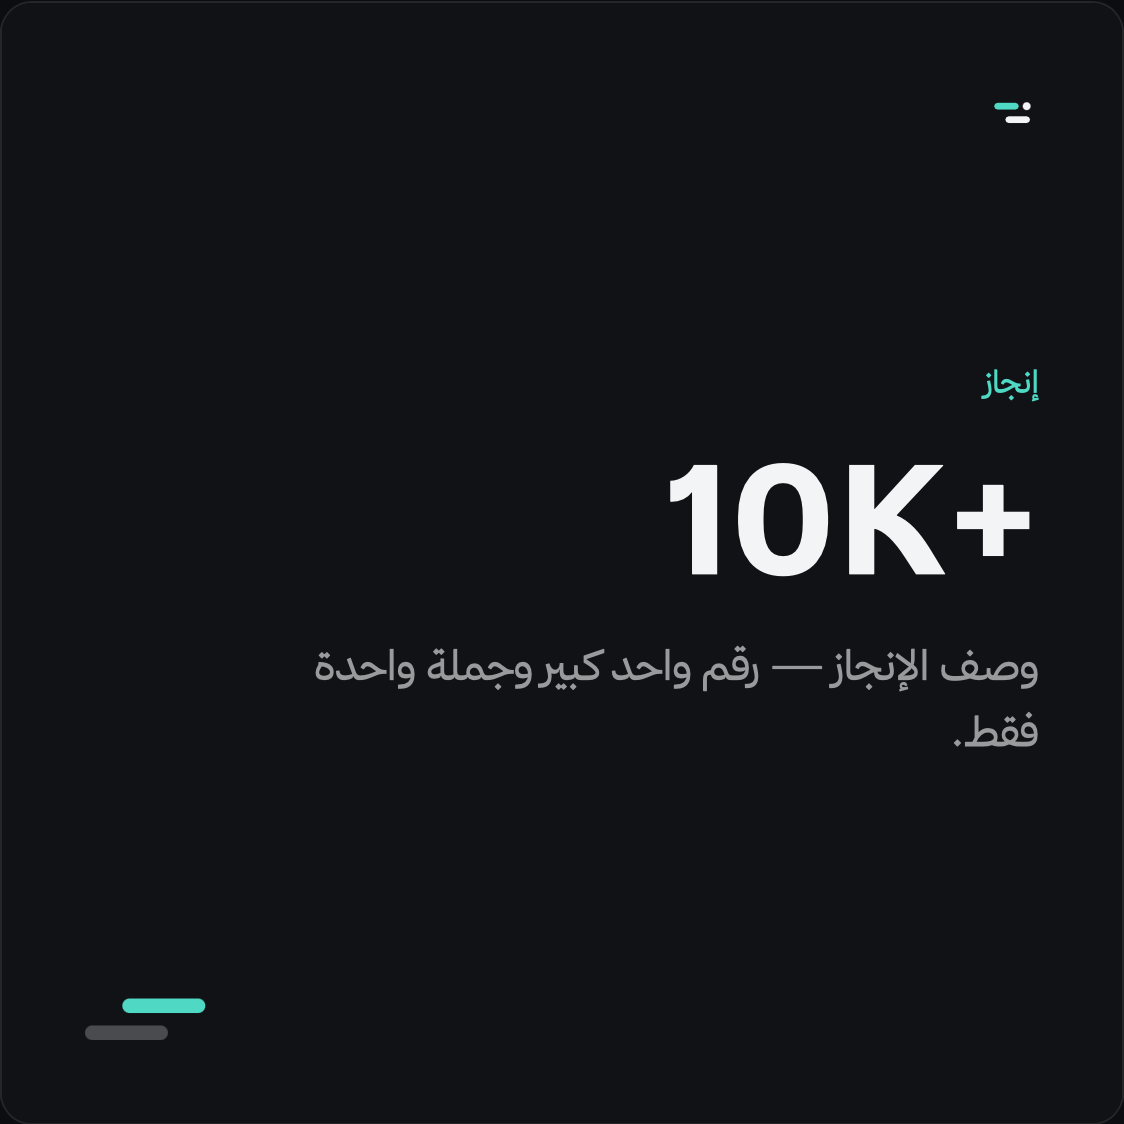 إنجاز
10K+
وصف الإنجاز — رقم واحد كبير وجملة واحدة
فقط.